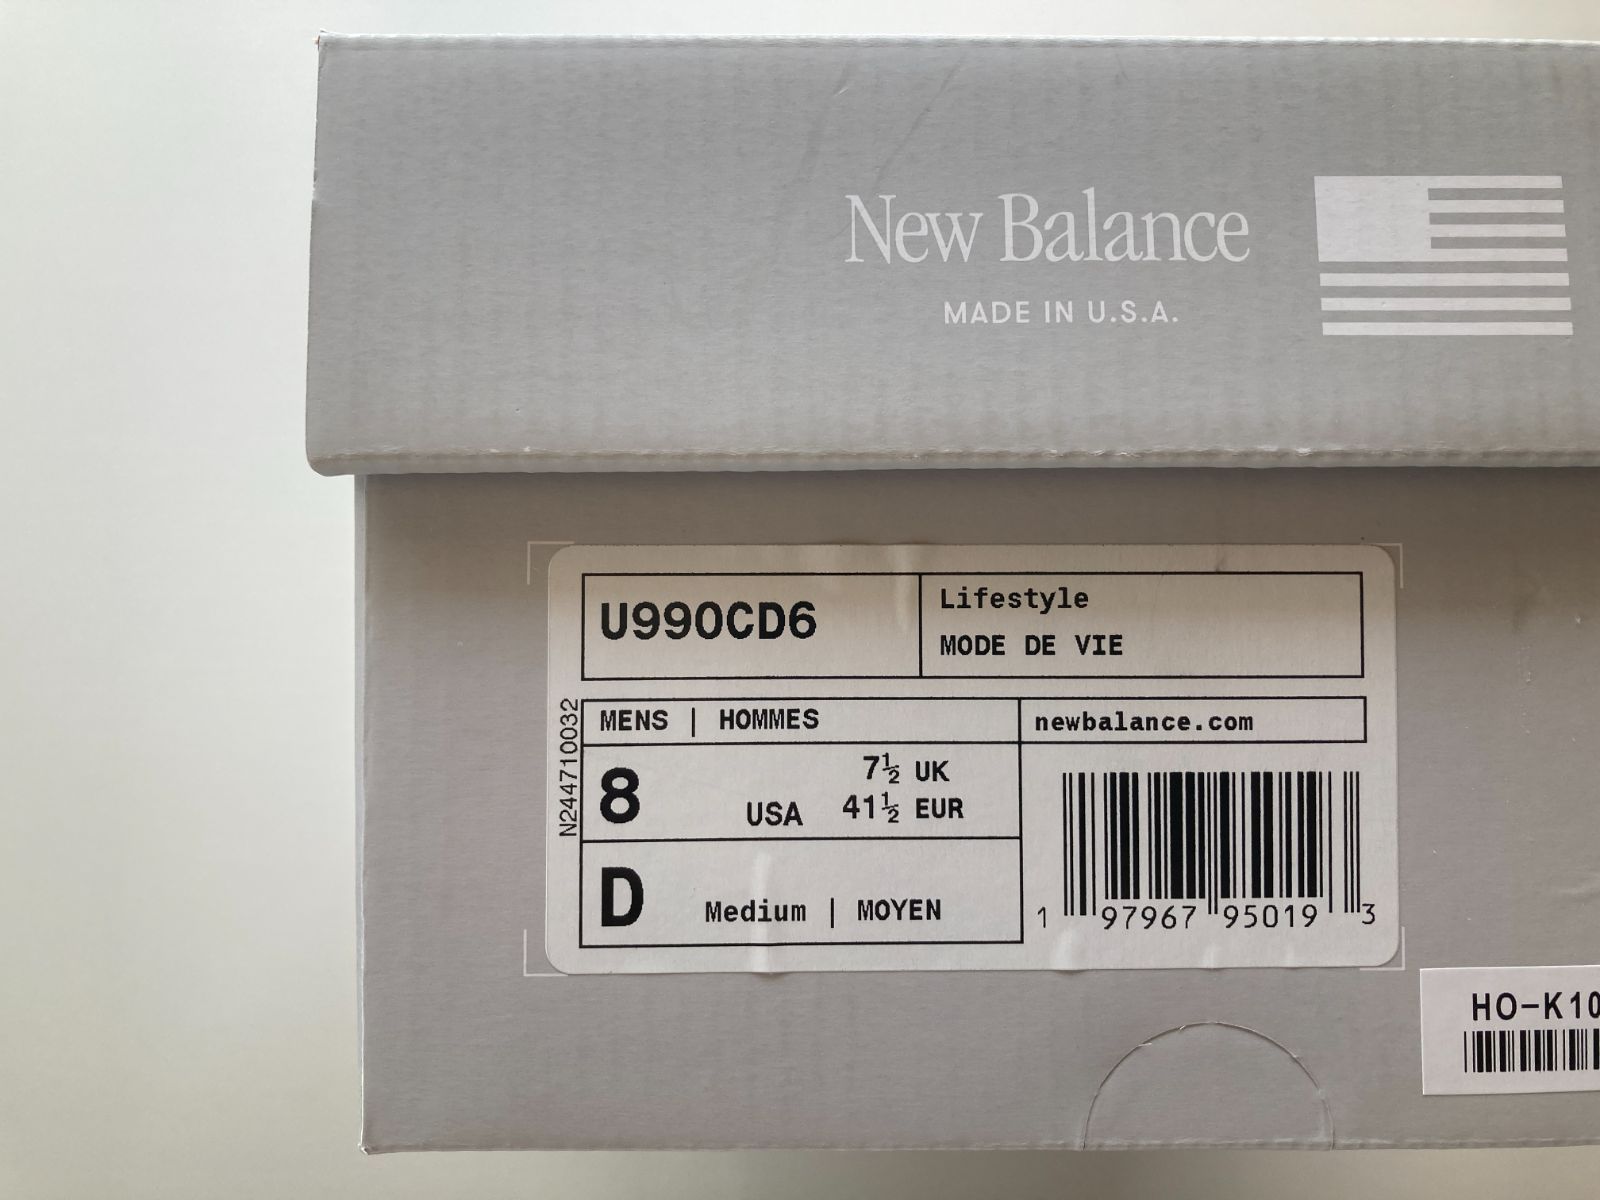 New Balance
MADE IN U.S.A.
U990CD6
Lifestyle
MODE DE VIE
N244710032
MENS | HOMMES
newbalance.com
8 USA
7½ UK
41½ EUR
D Medium | MOYEN
1 97967 95019 3
HO-K10